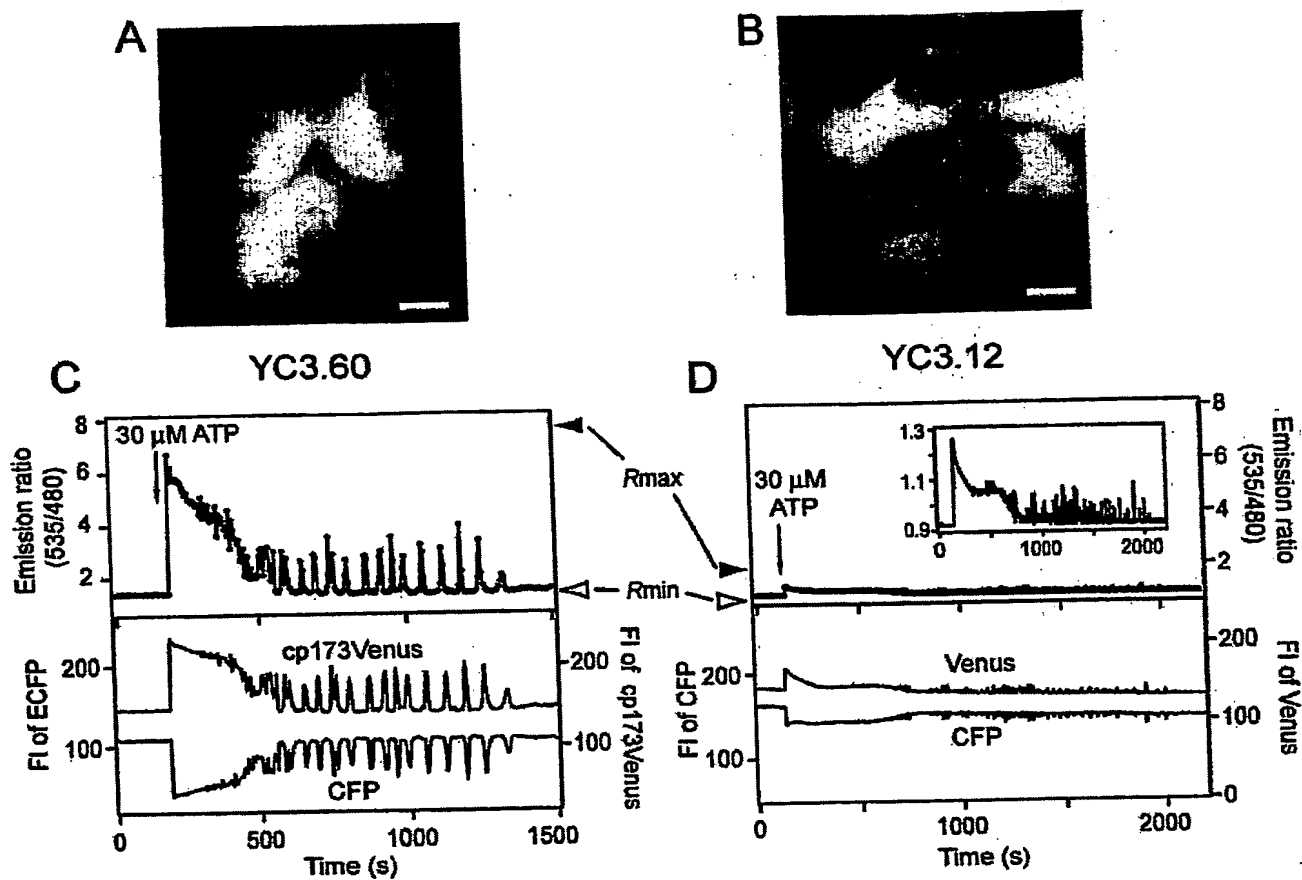 A
B
YC3.60
YC3.12
C
D
8
6
4
2
30 µM ATP
Emission ratio
(535/480)
Rmax
Rmin
30 µM
ATP
1.3
1.1
0.9
0
1000
2000
8
6
4
2
Emission ratio
(535/480)
cp173Venus
CFP
200
100
FI of ECFP
200
100
FI of cp173Venus
0
500
1000
1500
Time (s)
Venus
CFP
200
100
FI of CFP
200
100
0
FI of Venus
0
1000
2000
Time (s)